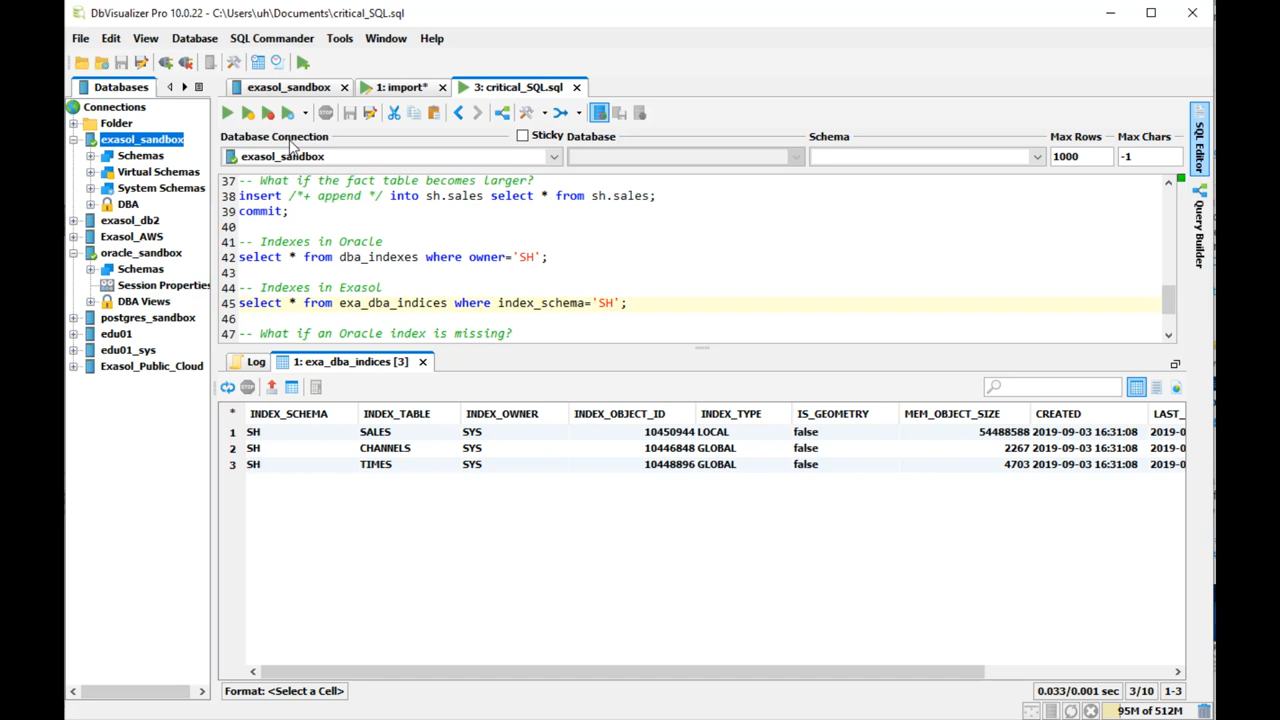 DbVisualizer Pro 10.0.22 - C:\Users\uh\Documents\critical_SQL.sql
File Edit View Database SQL Commander Tools Window Help
Databases
exasol_sandbox
1: import*
3: critical_SQL.sql
Connections
Folder
exasol_sandbox
Schemas
Virtual Schemas
System Schemas
DBA
exasol_db2
Exasol_AWS
oracle_sandbox
Schemas
Session Properties
DBA Views
postgres_sandbox
edu01
edu01_sys
Exasol_Public_Cloud
Database Connection Sticky Database Schema Max Rows Max Chars
exasol_sandbox 1000 -1
37 -- What if the fact table becomes larger?
38 insert /*+ append */ into sh.sales select * from sh.sales;
39 commit;
40
41 -- Indexes in Oracle
42 select * from dba_indexes where owner='SH';
43
44 -- Indexes in Exasol
45 select * from exa_dba_indices where index_schema='SH';
46
47 -- What if an Oracle index is missing?
SQL Editor
Query Builder
Log
1: exa_dba_indices [3]
* INDEX_SCHEMA INDEX_TABLE INDEX_OWNER INDEX_OBJECT_ID INDEX_TYPE IS_GEOMETRY MEM_OBJECT_SIZE CREATED LAST_
1 SH SALES SYS 10450944 LOCAL false 54488588 2019-09-03 16:31:08 2019-0
2 SH CHANNELS SYS 10446848 GLOBAL false 2267 2019-09-03 16:31:08 2019-0
3 SH TIMES SYS 10448896 GLOBAL false 4703 2019-09-03 16:31:08 2019-0
Format: <Select a Cell> 0.033/0.001 sec 3/10 1-3
95M of 512M